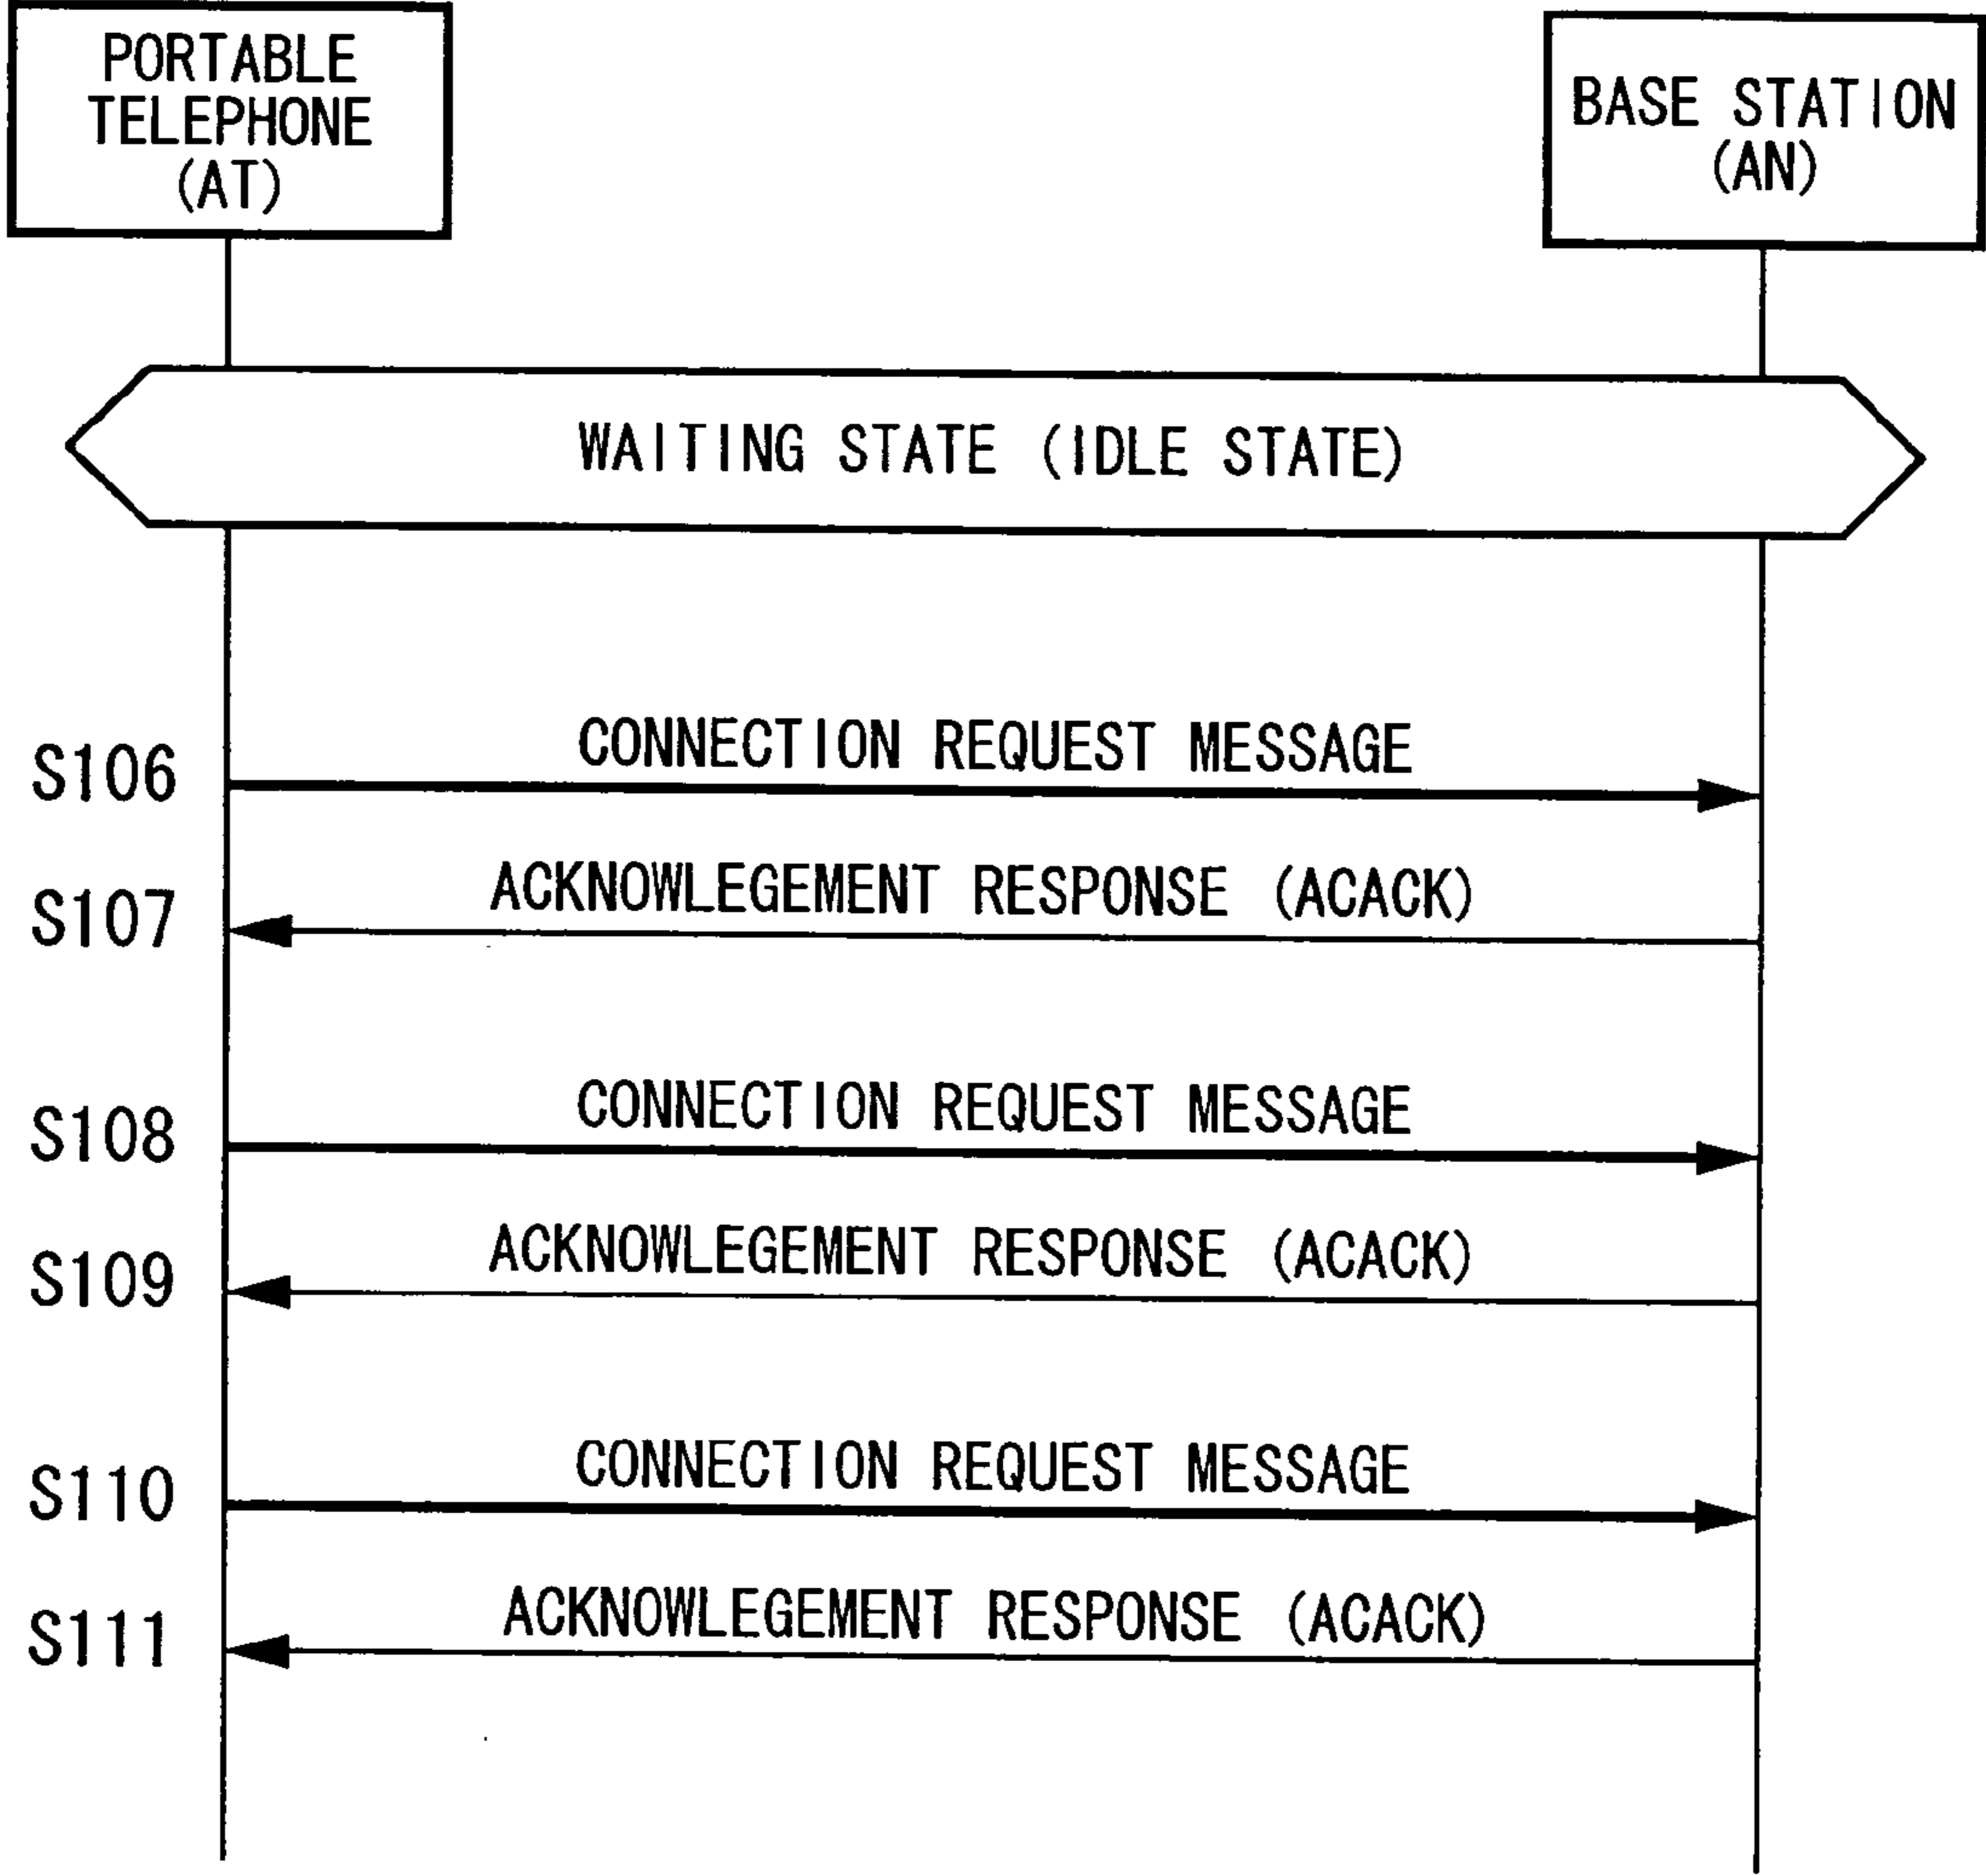 PORTABLE
TELEPHONE
(AT)
BASE STATION
(AN)
WAITING STATE (IDLE STATE)
CONNECTION REQUEST MESSAGE
S106
ACKNOWLEGEMENT RESPONSE (ACACK)
S107
CONNECTION REQUEST MESSAGE
S108
ACKNOWLEGEMENT RESPONSE (ACACK)
S109
CONNECTION REQUEST MESSAGE
S110
ACKNOWLEGEMENT RESPONSE (ACACK)
S111